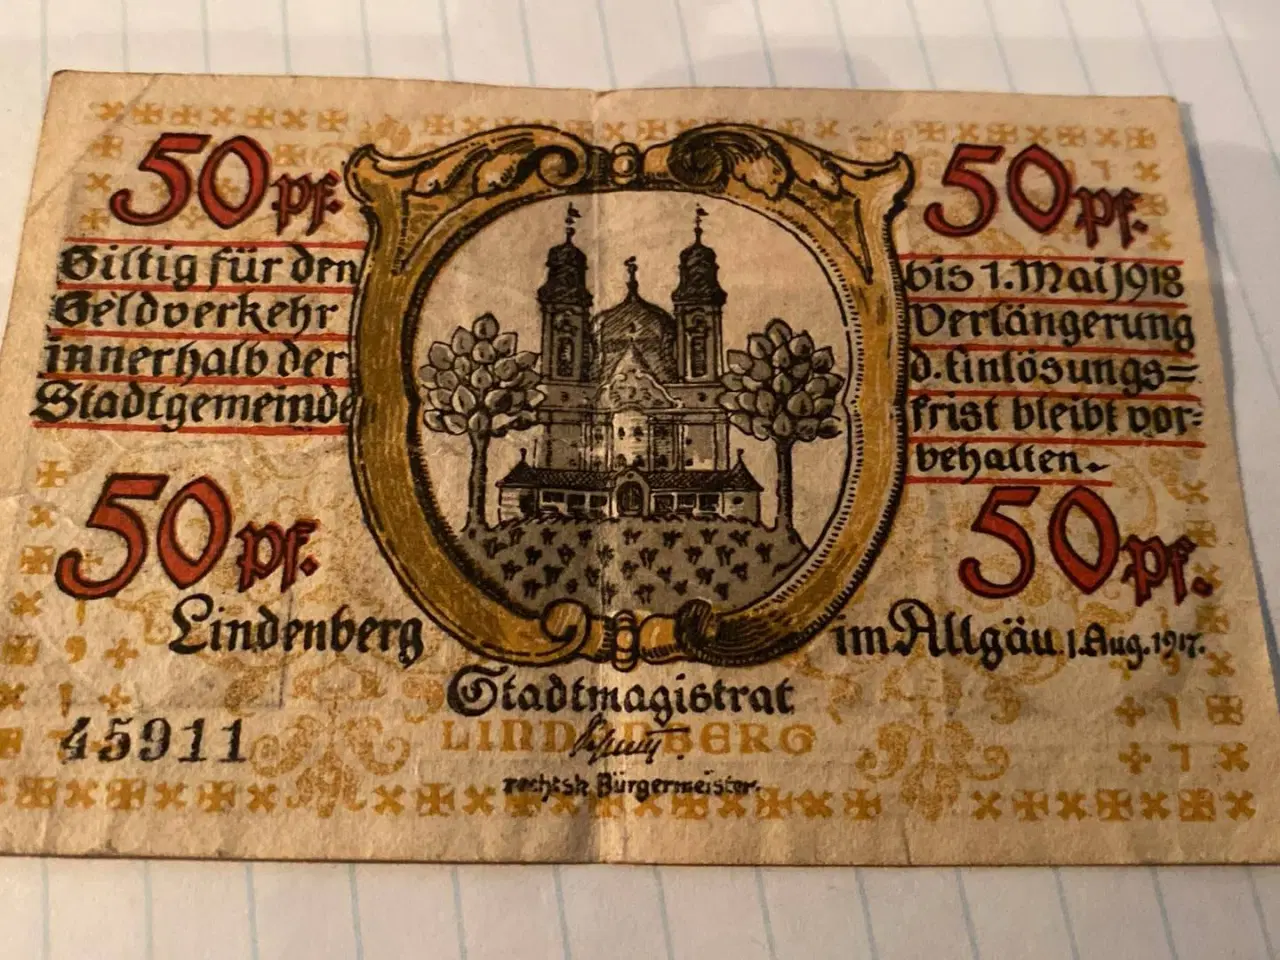 50 pf.
50 pf.
Giltig für den
Geldverkehr
innerhalb der
Stadtgemeinde
bis 1. Mai 1918
Verlängerung
d. Einlösungs=
frist bleibt vor=
behalten.
50 pf.
50 pf.
Lindenberg
im Allgäu. 1. Aug. 1917.
Stadtmagistrat
LINDENBERG
45911
rechtsk. Bürgermeister.